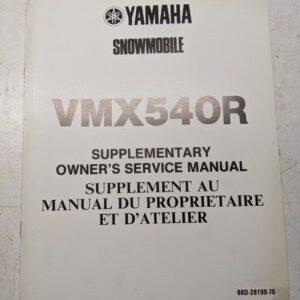 YAMAHA
SNOWMOBILE
VMX540R
SUPPLEMENTARY
OWNER'S SERVICE MANUAL
SUPPLEMENT AU
MANUAL DU PROPRIETAIRE
ET D'ATELIER
88D-28199-70